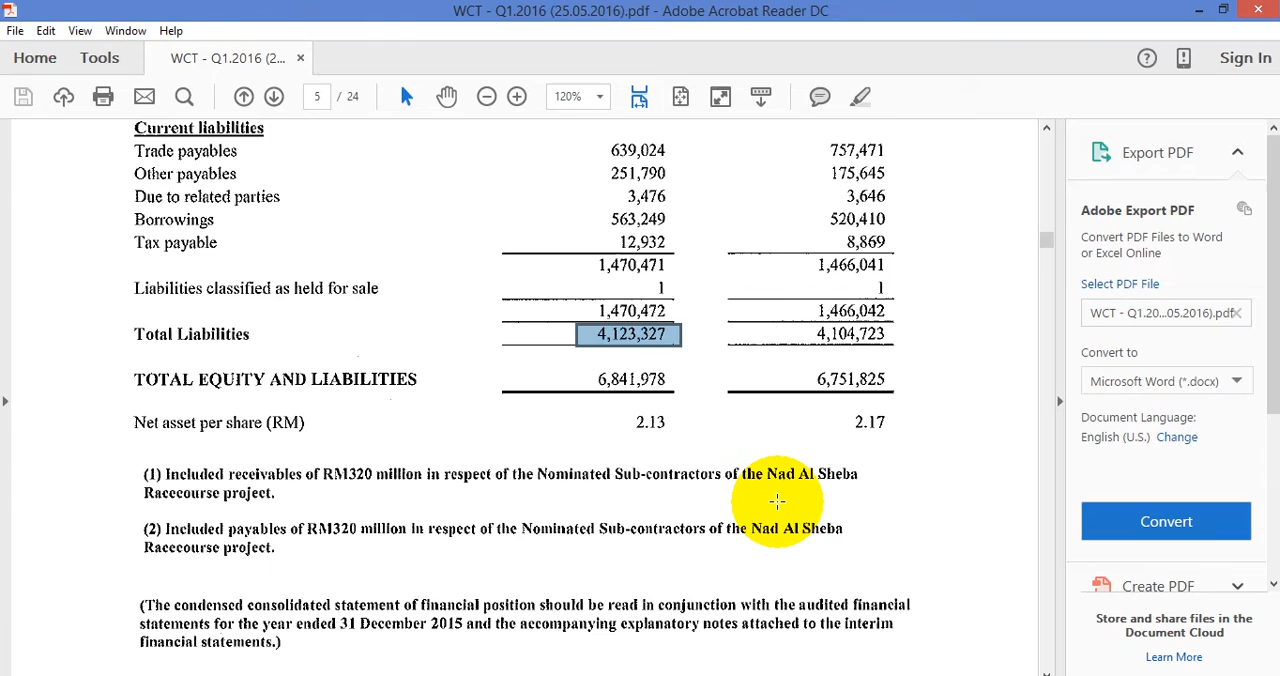 WCT - Q1.2016 (25.05.2016).pdf - Adobe Acrobat Reader DC
File Edit View Window Help
Home Tools WCT - Q1.2016 (2... × Sign In
5 / 24 120%
Current liabilities
Trade payables 639,024 757,471
Other payables 251,790 175,645
Due to related parties 3,476 3,646
Borrowings 563,249 520,410
Tax payable 12,932 8,869
1,470,471 1,466,041
Liabilities classified as held for sale 1 1
1,470,472 1,466,042
Total Liabilities 4,123,327 4,104,723
TOTAL EQUITY AND LIABILITIES 6,841,978 6,751,825
Net asset per share (RM) 2.13 2.17
(1) Included receivables of RM320 million in respect of the Nominated Sub-contractors of the Nad Al Sheba
Racecourse project.
(2) Included payables of RM320 million in respect of the Nominated Sub-contractors of the Nad Al Sheba
Racecourse project.
(The condensed consolidated statement of financial position should be read in conjunction with the audited financial
statements for the year ended 31 December 2015 and the accompanying explanatory notes attached to the interim
financial statements.)
Export PDF
Adobe Export PDF
Convert PDF Files to Word
or Excel Online
Select PDF File
WCT - Q1.20...05.2016).pdf
Convert to
Microsoft Word (*.docx)
Document Language:
English (U.S.) Change
Convert
Create PDF
Store and share files in the
Document Cloud
Learn More